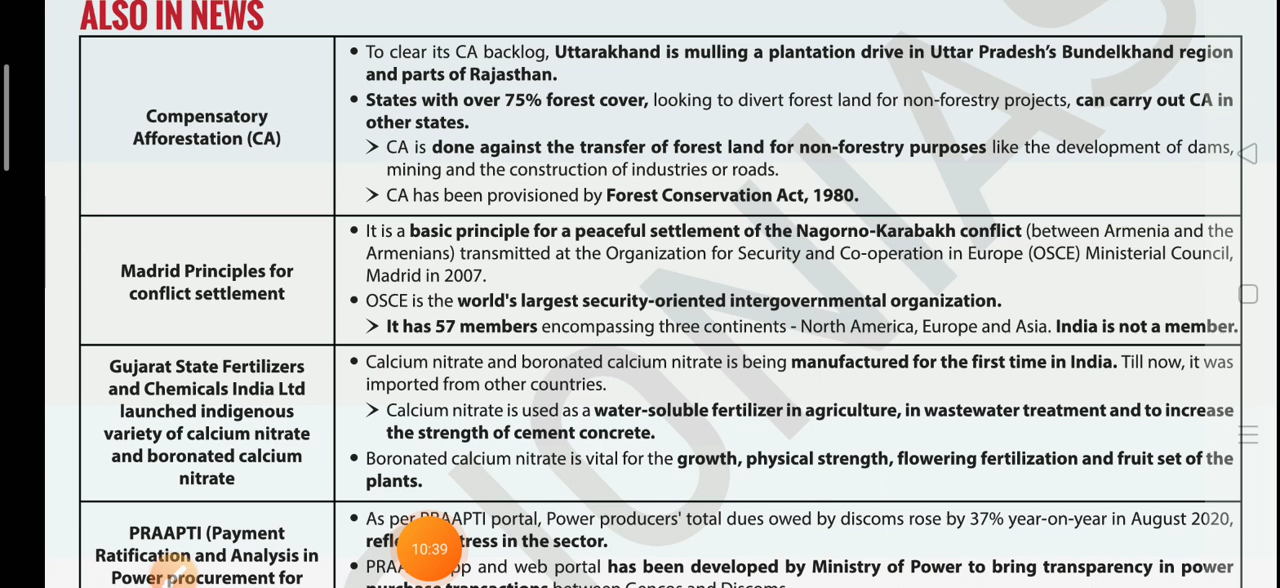 ALSO IN NEWS
Compensatory
Afforestation (CA)
• To clear its CA backlog, Uttarakhand is mulling a plantation drive in Uttar Pradesh's Bundelkhand region
and parts of Rajasthan.
• States with over 75% forest cover, looking to divert forest land for non-forestry projects, can carry out CA in
other states.
➤ CA is done against the transfer of forest land for non-forestry purposes like the development of dams,
mining and the construction of industries or roads.
➤ CA has been provisioned by Forest Conservation Act, 1980.
Madrid Principles for
conflict settlement
• It is a basic principle for a peaceful settlement of the Nagorno-Karabakh conflict (between Armenia and the
Armenians) transmitted at the Organization for Security and Co-operation in Europe (OSCE) Ministerial Council,
Madrid in 2007.
• OSCE is the world's largest security-oriented intergovernmental organization.
➤ It has 57 members encompassing three continents - North America, Europe and Asia. India is not a member.
Gujarat State Fertilizers
and Chemicals India Ltd
launched indigenous
variety of calcium nitrate
and boronated calcium
nitrate
• Calcium nitrate and boronated calcium nitrate is being manufactured for the first time in India. Till now, it was
imported from other countries.
➤ Calcium nitrate is used as a water-soluble fertilizer in agriculture, in wastewater treatment and to increase
the strength of cement concrete.
• Boronated calcium nitrate is vital for the growth, physical strength, flowering fertilization and fruit set of the
plants.
PRAAPTI (Payment
Ratification and Analysis in
Power procurement for
• As per PRAAPTI portal, Power producers' total dues owed by discoms rose by 37% year-on-year in August 2020,
in the sector.
10:39
and web portal has been developed by Ministry of Power to bring transparency in power
between Gencos and Discoms.